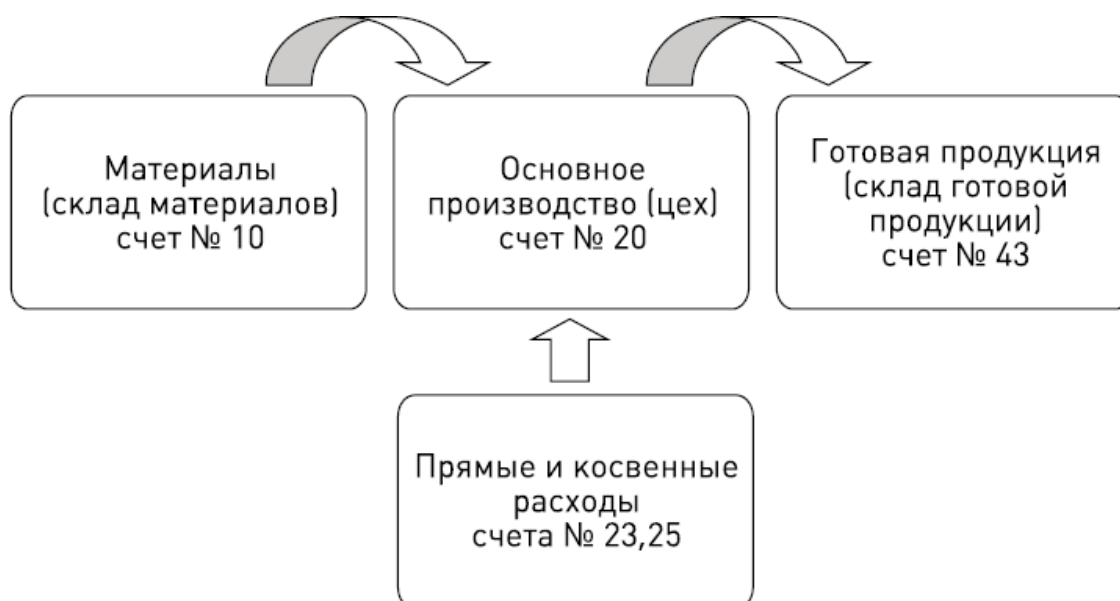 Материалы
(склад материалов)
счет № 10
Основное
производство (цех)
счет № 20
Готовая продукция
(склад готовой
продукции)
счет № 43
Прямые и косвенные
расходы
счета № 23,25